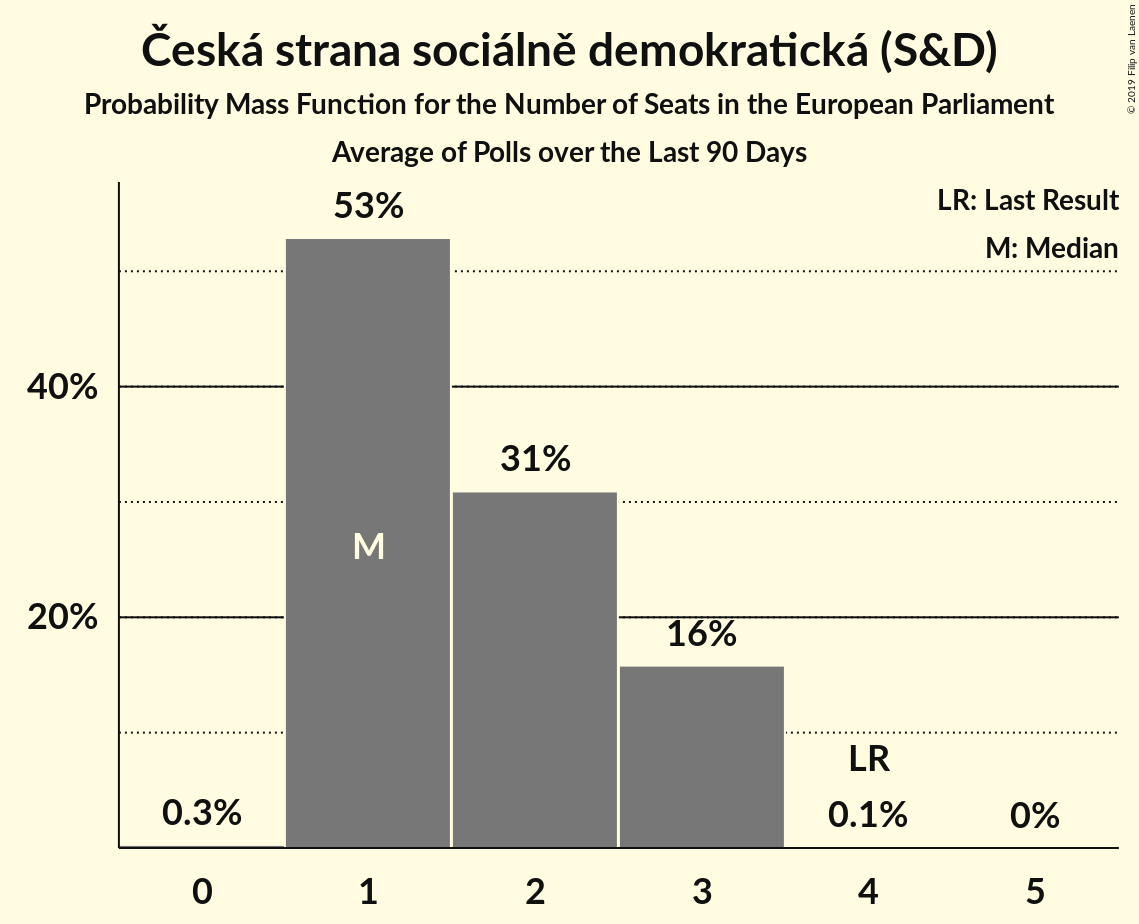 Česká strana sociálně demokratická (S&D)
Probability Mass Function for the Number of Seats in the European Parliament
Average of Polls over the Last 90 Days
© 2019 Filip van Laenen
LR: Last Result
M: Median
53%
40%
31%
M
20%
16%
LR
0.3%
0.1%
0%
0 1 2 3 4 5